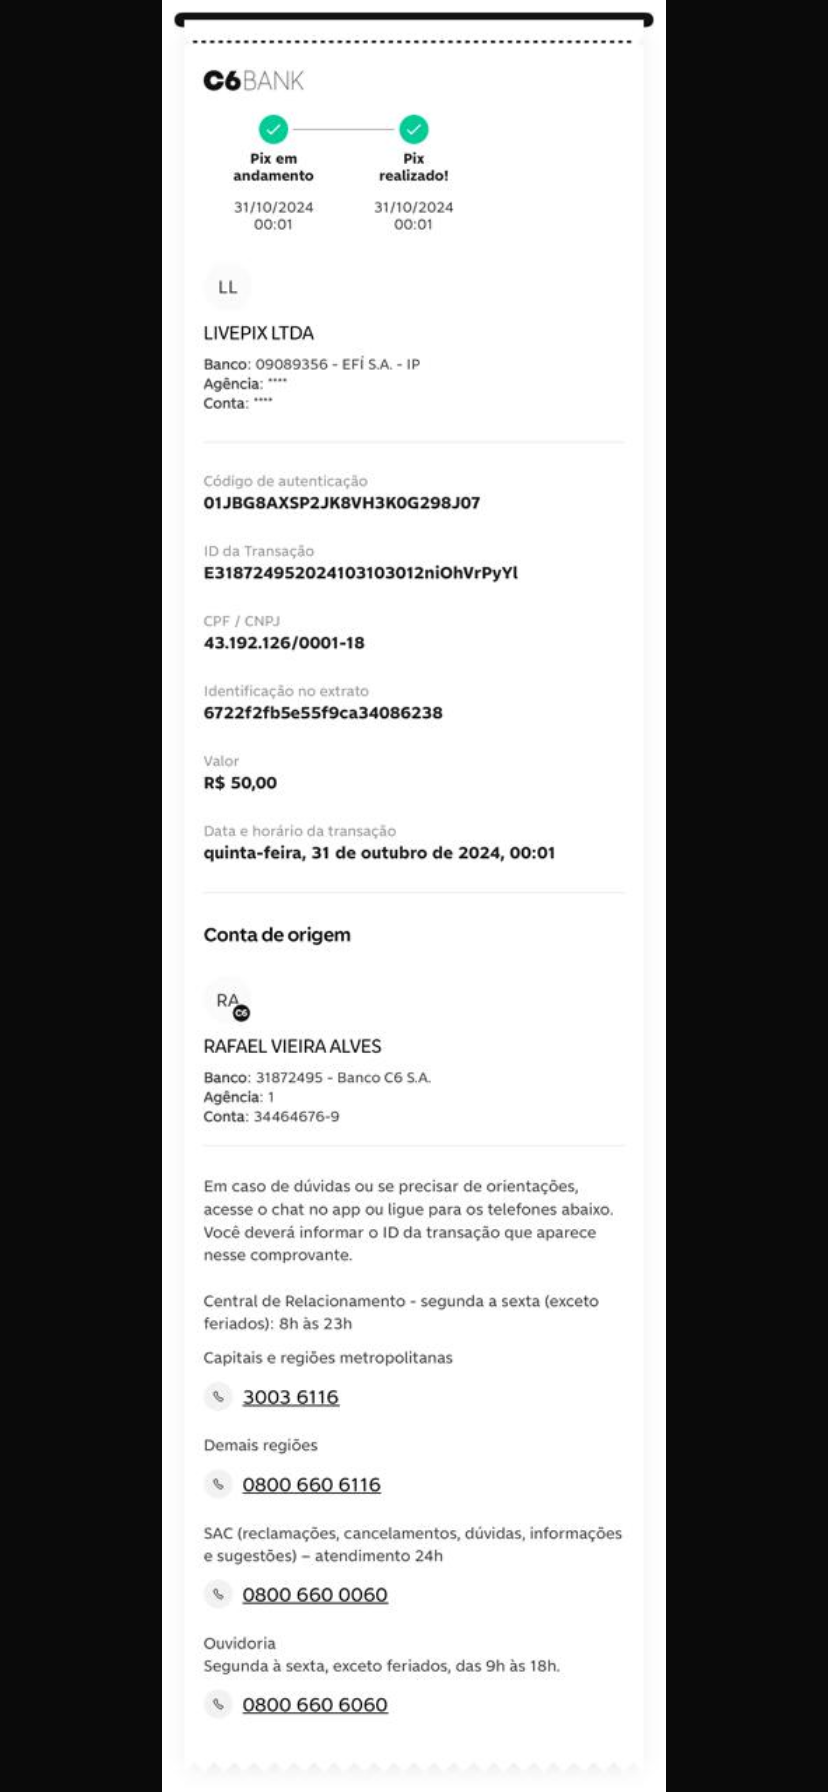 C6BANK
Pix em andamento
Pix realizado!
31/10/2024 00:01
31/10/2024 00:01
LL
LIVEPIX LTDA
Banco: 09089356 - EFÍ S.A. - IP
Agência: ****
Conta: ****
Código de autenticação
01JBG8AXSP2JK8VH3K0G298J07
ID da Transação
E31872495202410310301​2niOhVrPyYl
CPF / CNPJ
43.192.126/0001-18
Identificação no extrato
6722f2fb5e55f9ca34086238
Valor
R$ 50,00
Data e horário da transação
quinta-feira, 31 de outubro de 2024, 00:01
Conta de origem
RA
C6
RAFAEL VIEIRA ALVES
Banco: 31872495 - Banco C6 S.A.
Agência: 1
Conta: 34464676-9
Em caso de dúvidas ou se precisar de orientações,
acesse o chat no app ou ligue para os telefones abaixo.
Você deverá informar o ID da transação que aparece
nesse comprovante.
Central de Relacionamento - segunda a sexta (exceto
feriados): 8h às 23h
Capitais e regiões metropolitanas
3003 6116
Demais regiões
0800 660 6116
SAC (reclamações, cancelamentos, dúvidas, informações
e sugestões) – atendimento 24h
0800 660 0060
Ouvidoria
Segunda à sexta, exceto feriados, das 9h às 18h.
0800 660 6060